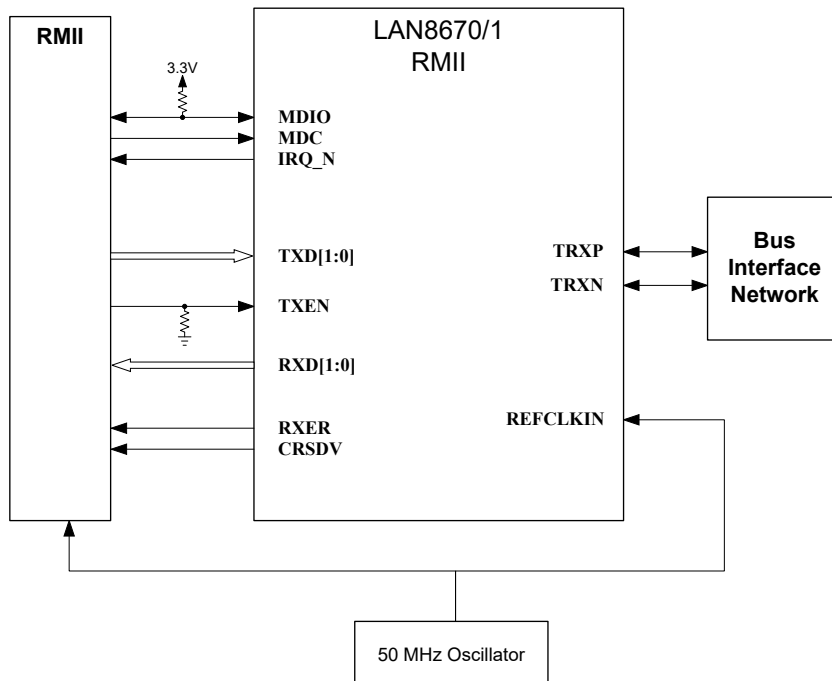 RMII
LAN8670/1
RMII
3.3V
MDIO
MDC
IRQ_N
TXD[1:0]
TXEN
RXD[1:0]
RXER
CRSDV
TRXP
TRXN
REFCLKIN
Bus
Interface
Network
50 MHz Oscillator